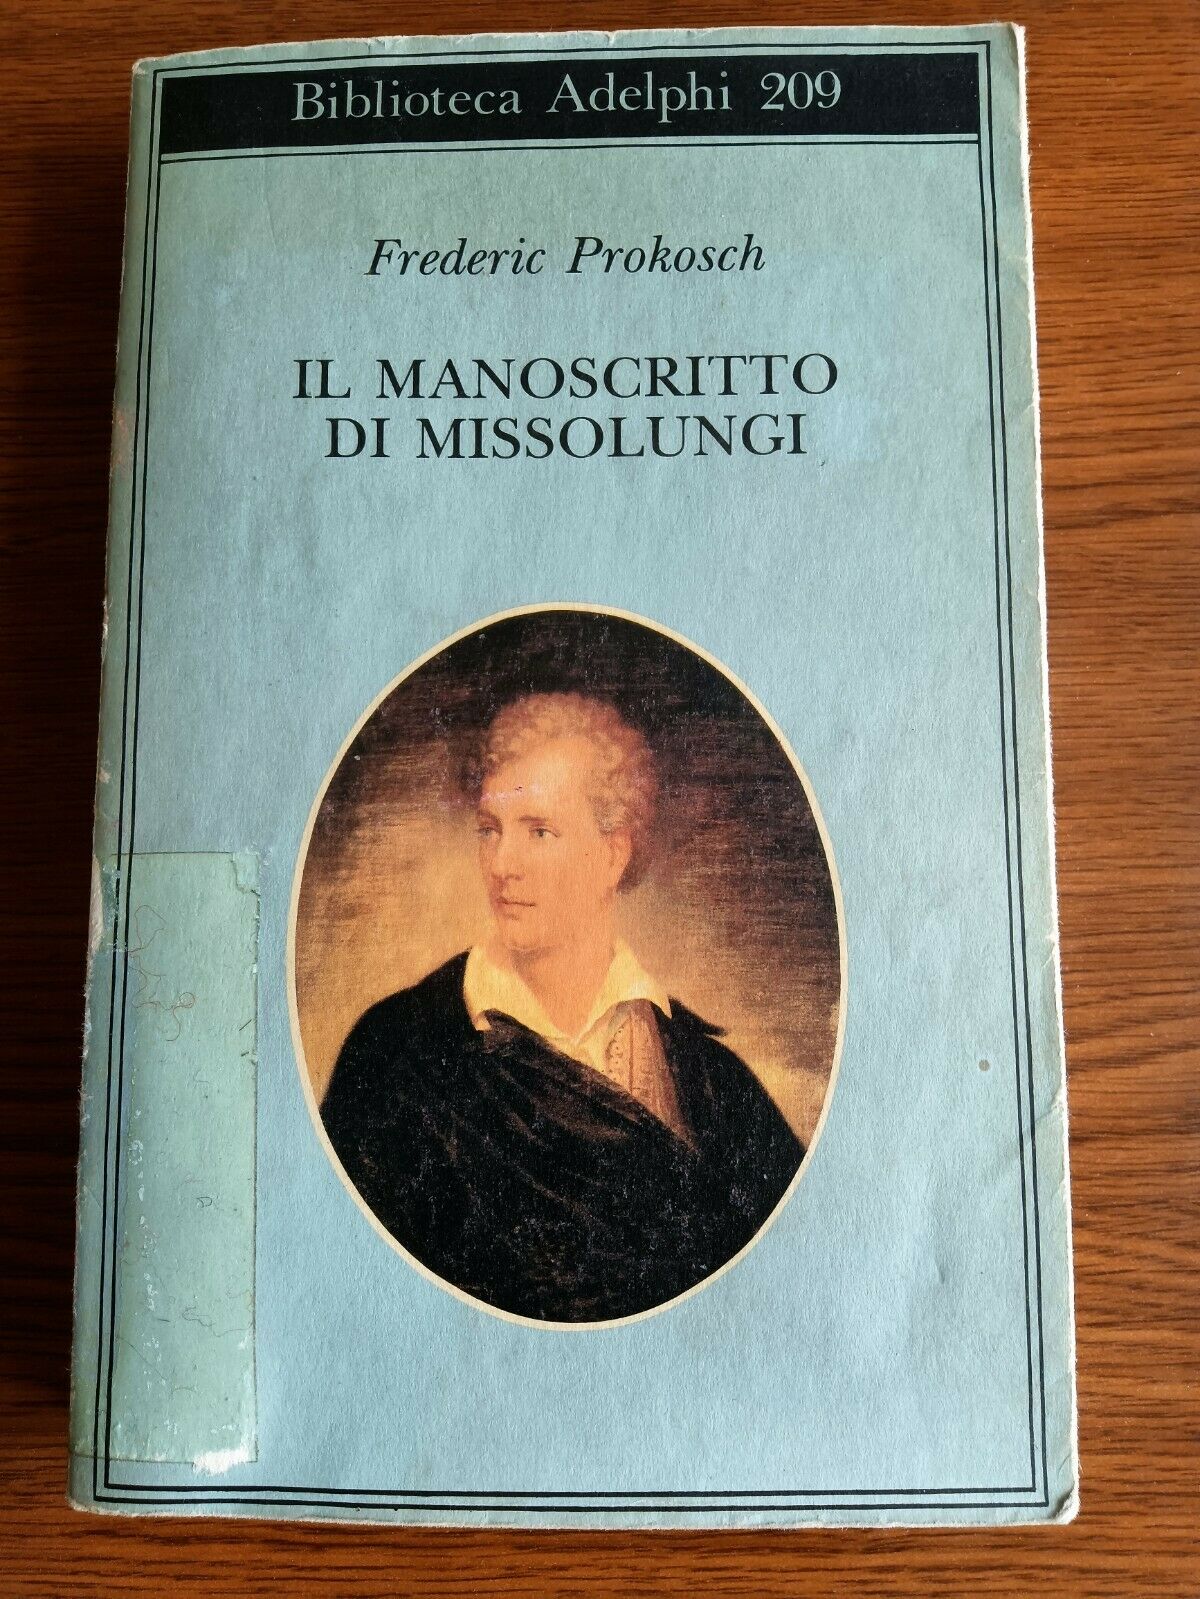 Biblioteca Adelphi 209
Frederic Prokosch
IL MANOSCRITTO
DI MISSOLUNGI